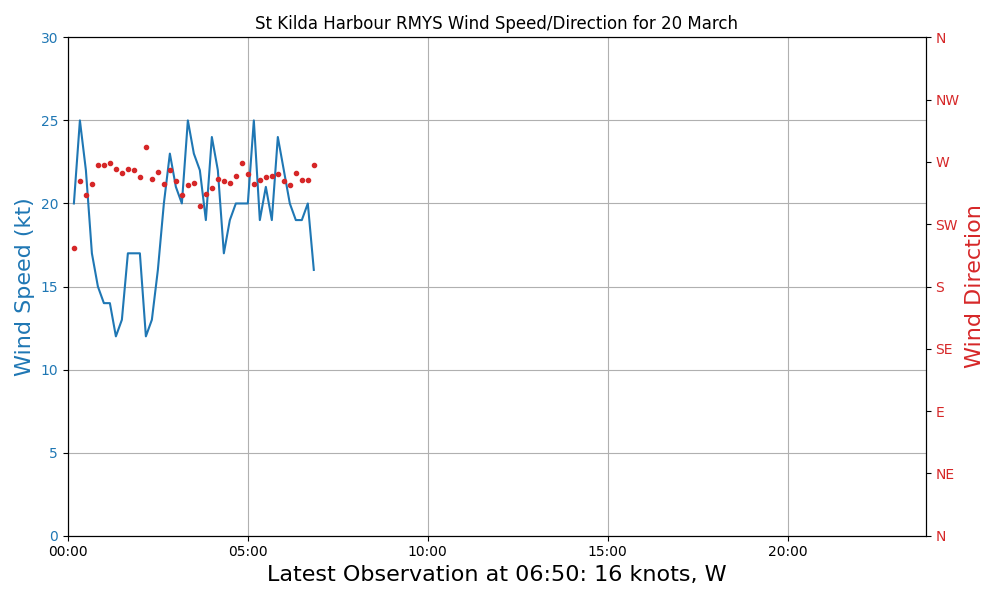 St Kilda Harbour RMYS Wind Speed/Direction for 20 March
Wind Speed (kt)
30
25
20
15
10
5
0
00:00
05:00
10:00
15:00
20:00
N
NW
W
SW
S
SE
E
NE
N
Wind Direction
Latest Observation at 06:50: 16 knots, W